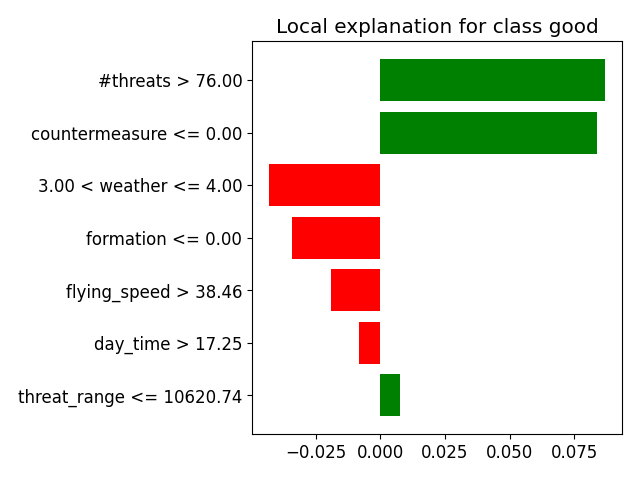 Local explanation for class good
#threats > 76.00
countermeasure <= 0.00
3.00 < weather <= 4.00
formation <= 0.00
flying_speed > 38.46
day_time > 17.25
threat_range <= 10620.74
−0.025 0.000 0.025 0.050 0.075